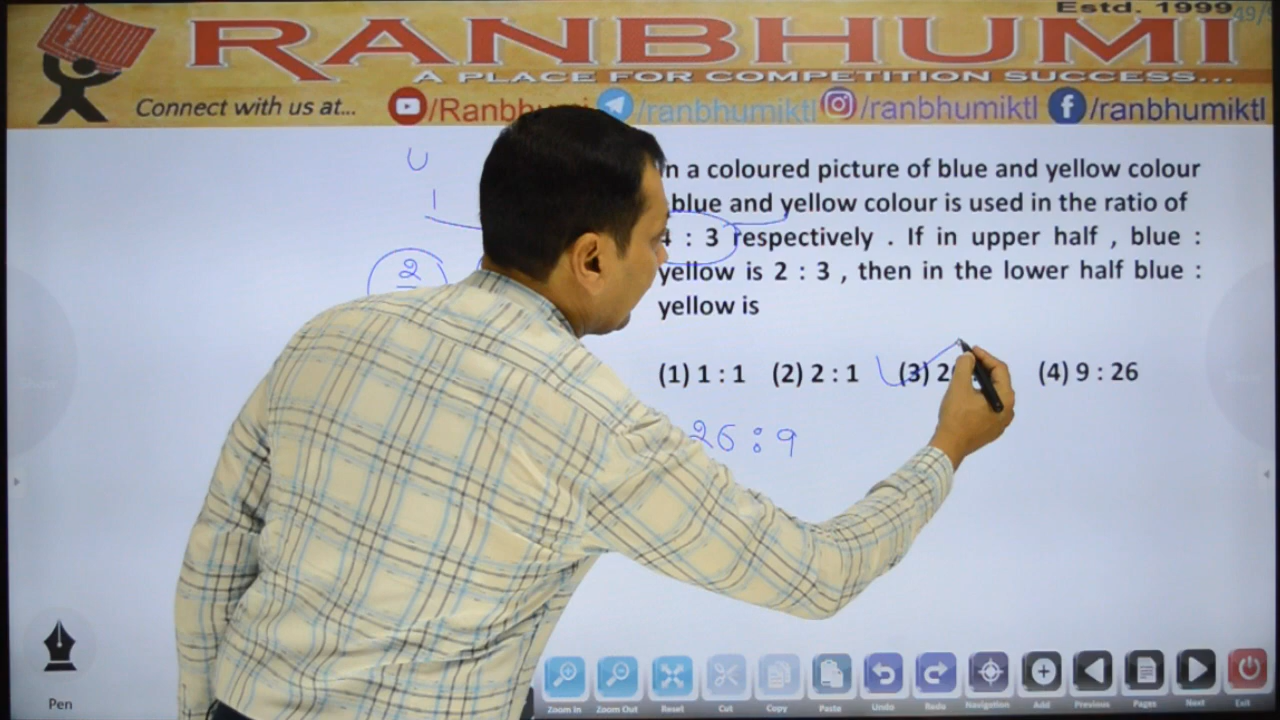 Estd. 1999
49/
RANBHUMI
A PLACE FOR COMPETITION SUCCESS...
Connect with us at... /Ranbhumi /ranbhumiktl /ranbhumiktl /ranbhumiktl
U
1
2
In a coloured picture of blue and yellow colour
blue and yellow colour is used in the ratio of
4 : 3 respectively . If in upper half , blue :
yellow is 2 : 3 , then in the lower half blue :
yellow is
(1) 1 : 1 (2) 2 : 1 (3) 2 (4) 9 : 26
26 : 9
Pen
Zoom In Zoom Out Reset Cut Copy Paste Undo Redo Navigation Add Previous Pages Next Exit